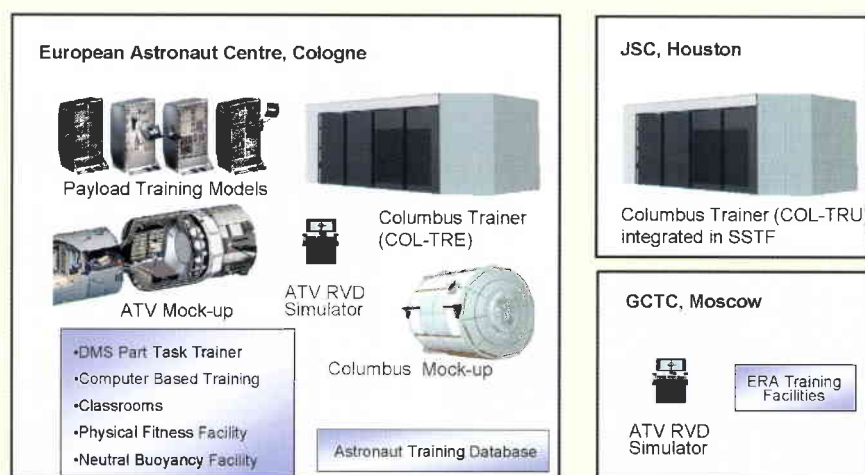 European Astronaut Centre, Cologne
Payload Training Models
Columbus Trainer
(COL-TRE)
ATV Mock-up
ATV RVD
Simulator
Columbus Mock-up
•DMS Part Task Trainer
•Computer Based Training
•Classrooms
•Physical Fitness Facility
•Neutral Buoyancy Facility
Astronaut Training Database
JSC, Houston
Columbus Trainer (COL-TRU)
integrated in SSTF
GCTC, Moscow
ATV RVD
Simulator
ERA Training
Facilities